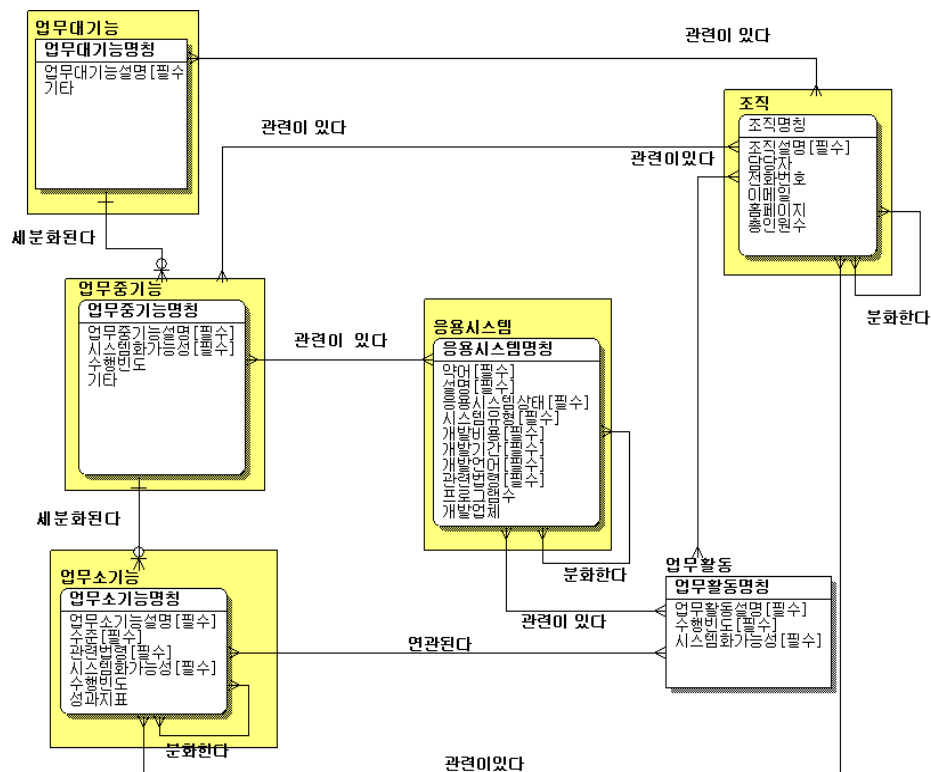 업무대기능
업무대기능명칭
업무대기능설명[필수
기타
관련이 있다
조직
조직명칭
조직설명[필수]
담당자
전화번호
이메일
홈페이지
총인원수
관련이 있다
관련이있다
분화한다
세분화된다
업무중기능
업무중기능명칭
업무중기능설명[필수]
시스템화가능성[필수]
수행빈도
기타
관련이 있다
응용시스템
응용시스템명칭
약어[필수]
설명[필수]
응용시스템상태[필수]
시스템유형[필수]
개발비용[필수]
개발기간[필수]
개발언어[필수]
관련법령[필수]
프로그램수
개발업체
분화한다
세분화된다
업무소기능
업무소기능명칭
업무소기능설명[필수]
수준[필수]
관련법령[필수]
시스템화가능성[필수]
수행빈도
성과지표
분화한다
업무활동
업무활동명칭
업무활동설명[필수]
수행빈도[필수]
시스템화가능성[필수]
관련이 있다
연관된다
관련이있다